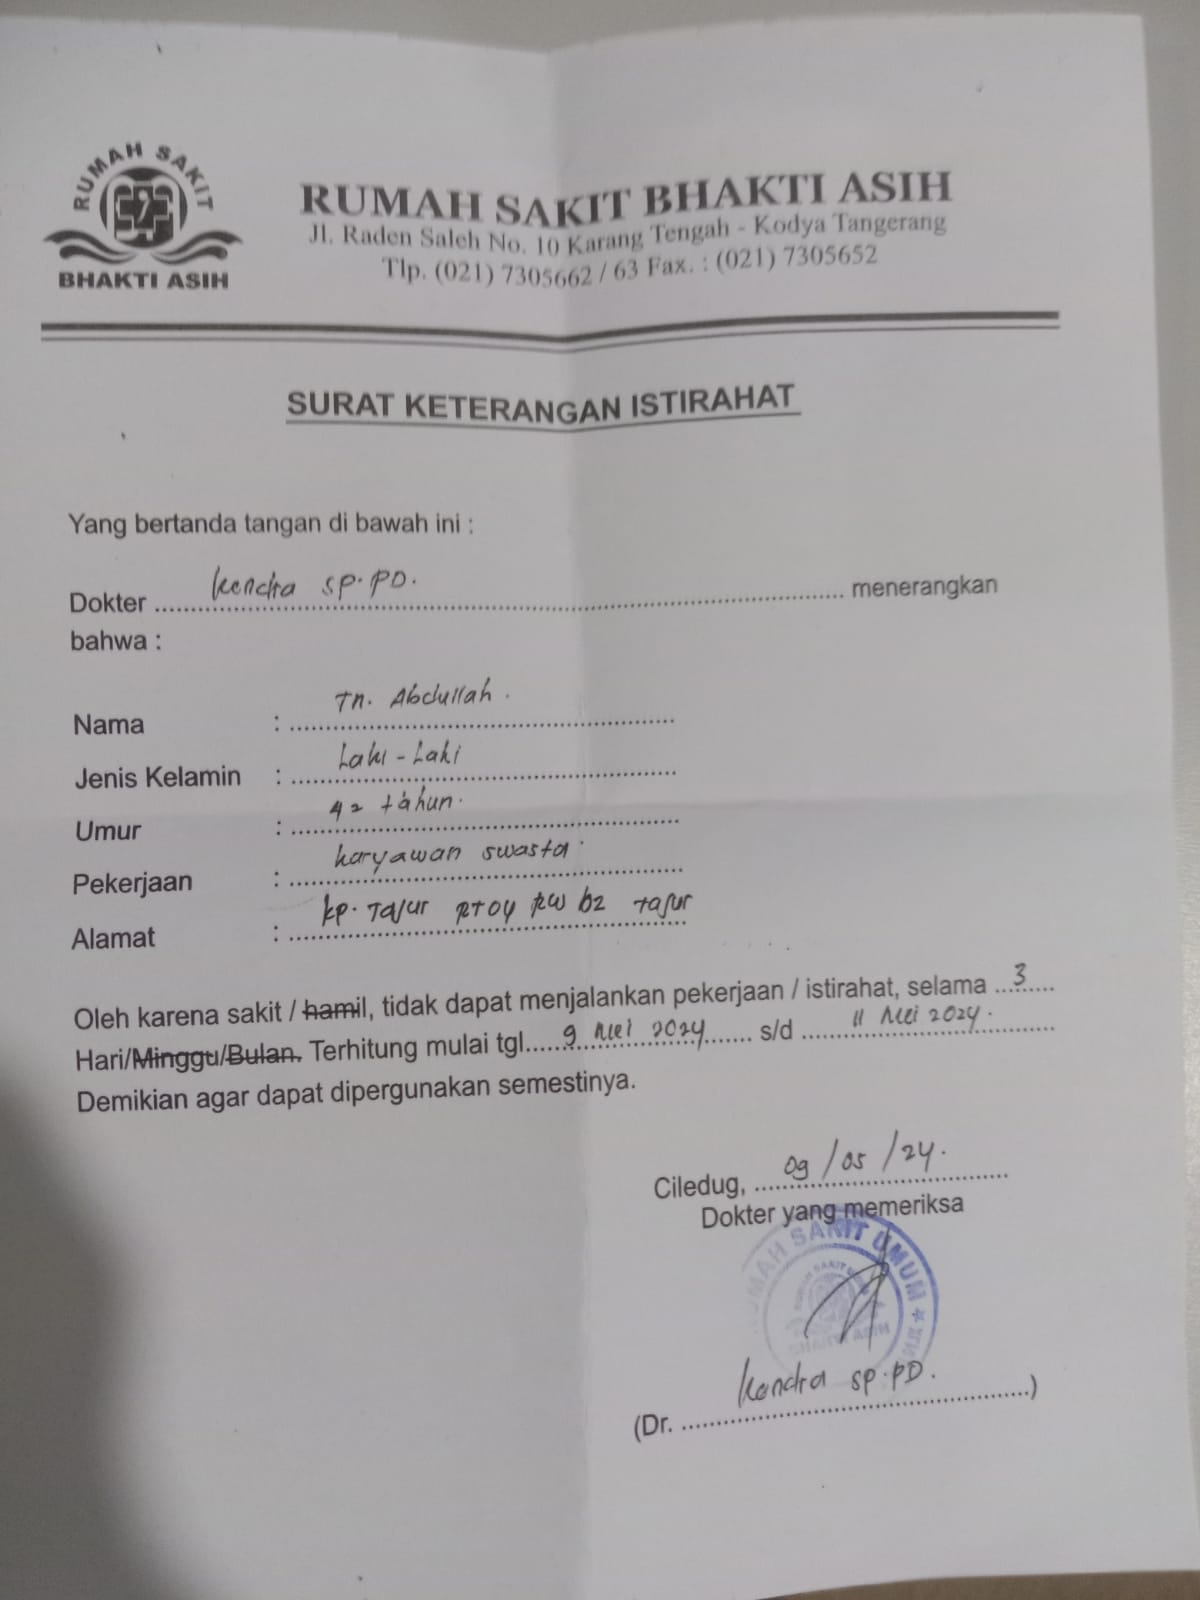 RUMAH SAKIT
BHAKTI ASIH
RUMAH SAKIT BHAKTI ASIH
Jl. Raden Saleh No. 10 Karang Tengah - Kodya Tangerang
Tlp. (021) 7305662 / 63 Fax. : (021) 7305652
SURAT KETERANGAN ISTIRAHAT
Yang bertanda tangan di bawah ini :
Dokter Kendra SP.PD. menerangkan
bahwa :
Nama : Tn. Abdullah.
Jenis Kelamin : Laki - Laki
Umur : 42 tahun.
Pekerjaan : karyawan swasta.
Alamat : kp. Tajur RT04 RW 02 Tajur
Oleh karena sakit / hamil, tidak dapat menjalankan pekerjaan / istirahat, selama ...3.....
Hari/Minggu/Bulan. Terhitung mulai tgl.....9 Mei 2024....... s/d ...11 Mei 2024.
Demikian agar dapat dipergunakan semestinya.
Ciledug, 09/05/24.
Dokter yang memeriksa
RUMAH SAKIT UMUM
BHAKTI ASIH
Kendra SP.PD.
(Dr. ..........................................)